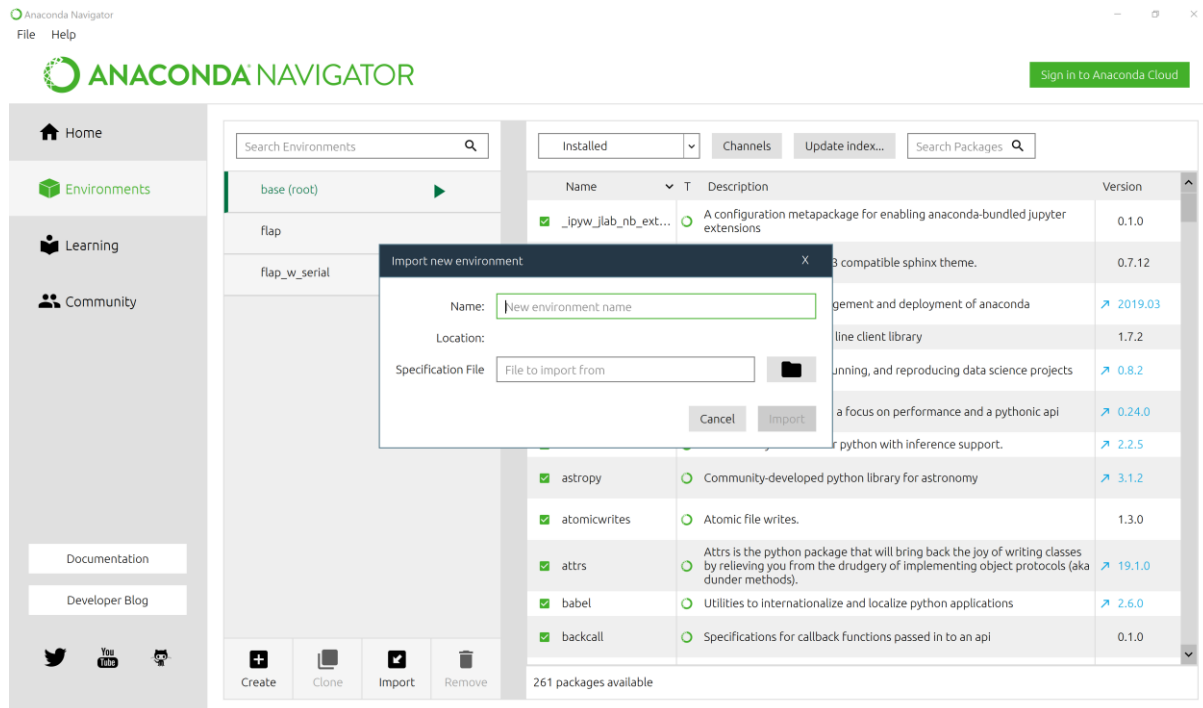 Anaconda Navigator
File Help
ANACONDA NAVIGATOR
Sign in to Anaconda Cloud
Home
Environments
Learning
Community
Documentation
Developer Blog
You
Tube
Search Environments
base (root)
flap
flap_w_serial
Create
Clone
Import
Remove
Installed
Channels
Update index...
Search Packages
Name T Description Version
_ipyw_jlab_nb_ext... A configuration metapackage for enabling anaconda-bundled jupyter
extensions 0.1.0
3 compatible sphinx theme. 0.7.12
gement and deployment of anaconda 2019.03
line client library 1.7.2
unning, and reproducing data science projects 0.8.2
a focus on performance and a pythonic api 0.24.0
r python with inference support. 2.2.5
astropy Community-developed python library for astronomy 3.1.2
atomicwrites Atomic file writes. 1.3.0
Attrs is the python package that will bring back the joy of writing classes
attrs by relieving you from the drudgery of implementing object protocols (aka 19.1.0
dunder methods).
babel Utilities to internationalize and localize python applications 2.6.0
backcall Specifications for callback functions passed in to an api 0.1.0
261 packages available
Import new environment X
Name: New environment name
Location:
Specification File File to import from
Cancel Import